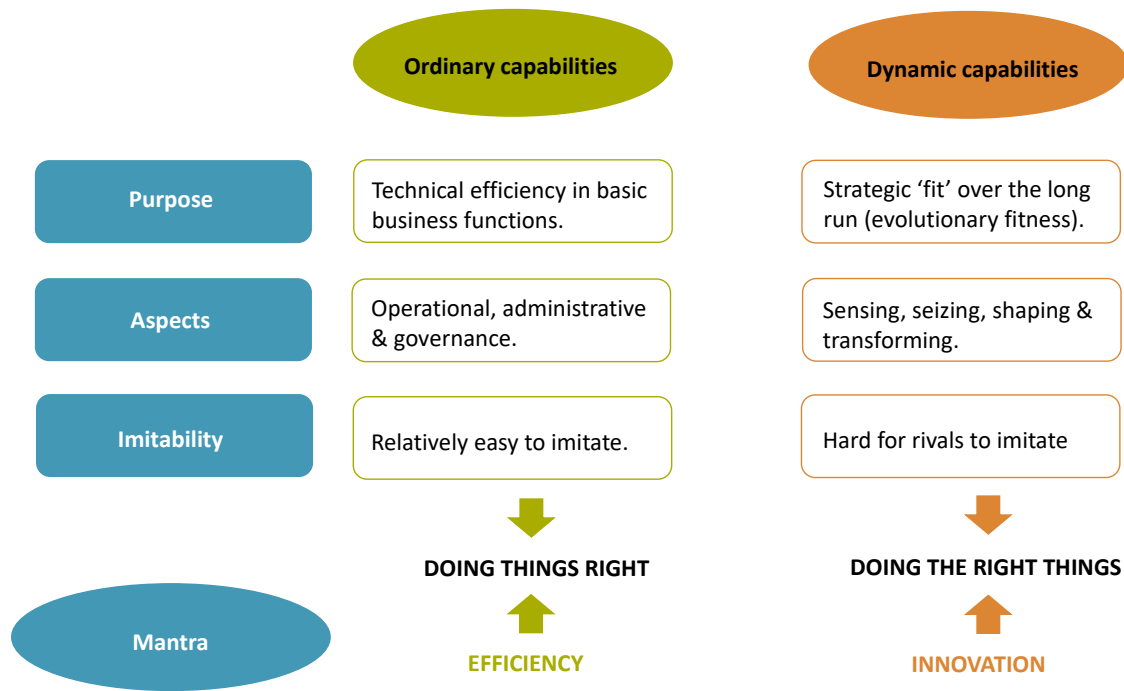 Ordinary capabilities
Dynamic capabilities
Purpose
Technical efficiency in basic
business functions.
Strategic ‘fit’ over the long
run (evolutionary fitness).
Aspects
Operational, administrative
& governance.
Sensing, seizing, shaping &
transforming.
Imitability
Relatively easy to imitate.
Hard for rivals to imitate
DOING THINGS RIGHT
DOING THE RIGHT THINGS
Mantra
EFFICIENCY
INNOVATION